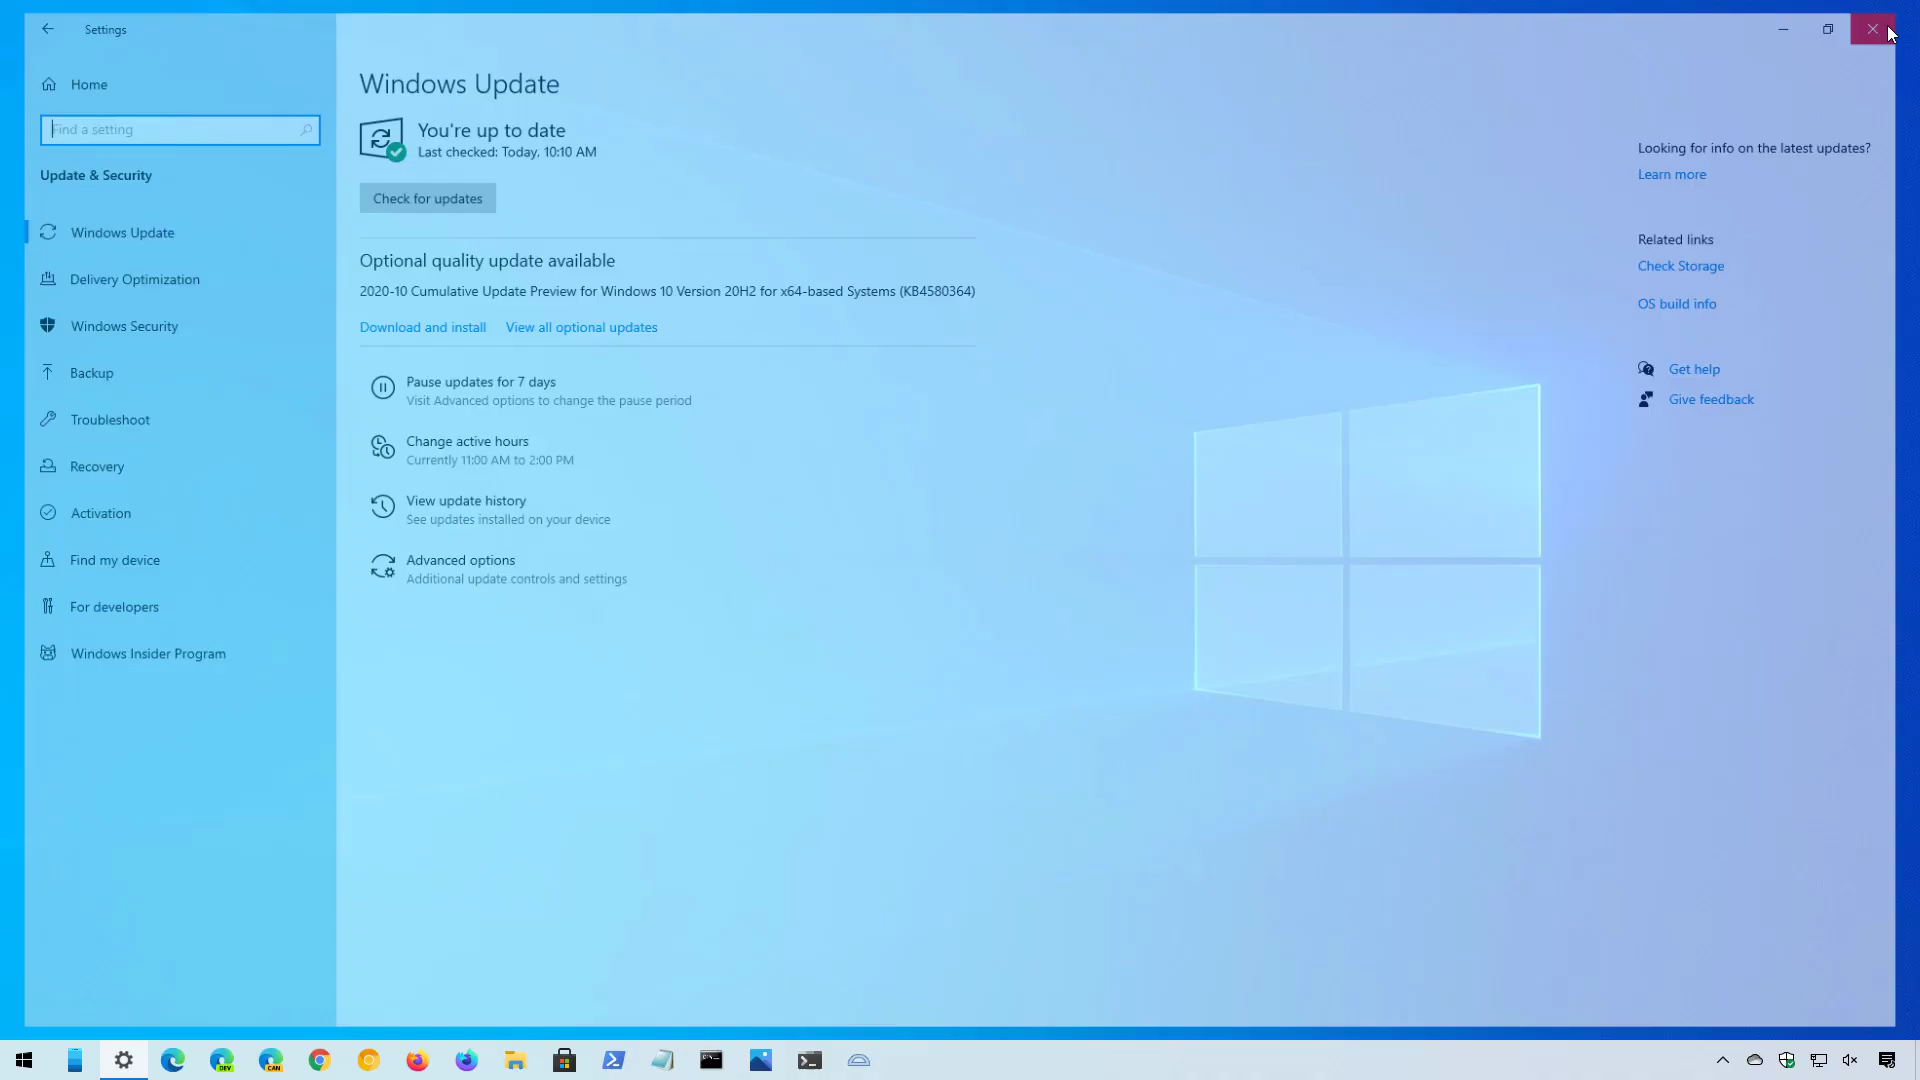 Settings
Home
Find a setting
Update & Security
Windows Update
Delivery Optimization
Windows Security
Backup
Troubleshoot
Recovery
Activation
Find my device
For developers
Windows Insider Program
Windows Update
You're up to date
Last checked: Today, 10:10 AM
Check for updates
Optional quality update available
2020-10 Cumulative Update Preview for Windows 10 Version 20H2 for x64-based Systems (KB4580364)
Download and install View all optional updates
Pause updates for 7 days
Visit Advanced options to change the pause period
Change active hours
Currently 11:00 AM to 2:00 PM
View update history
See updates installed on your device
Advanced options
Additional update controls and settings
Looking for info on the latest updates?
Learn more
Related links
Check Storage
OS build info
Get help
Give feedback
DEV
CAN